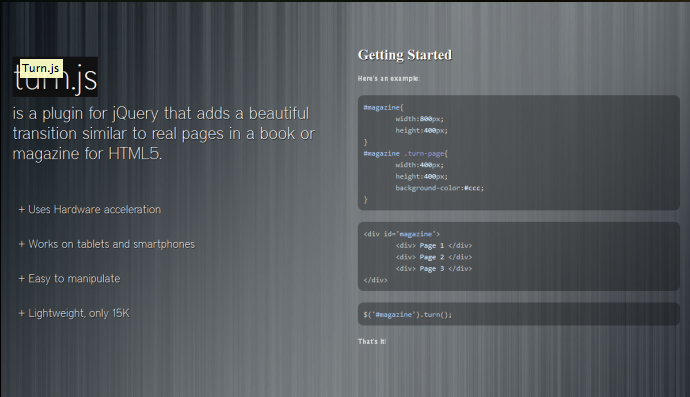 turn.js
Turn.js
is a plugin for jQuery that adds a beautiful
transition similar to real pages in a book or
magazine for HTML5.
+ Uses Hardware acceleration
+ Works on tablets and smartphones
+ Easy to manipulate
+ Lightweight, only 15K
Getting Started
Here's an example:
#magazine{
width:800px;
height:400px;
}
#magazine .turn-page{
width:400px;
height:400px;
background-color:#ccc;
}
<div id='magazine'>
<div> Page 1 </div>
<div> Page 2 </div>
<div> Page 3 </div>
</div>
$('#magazine').turn();
That's it!